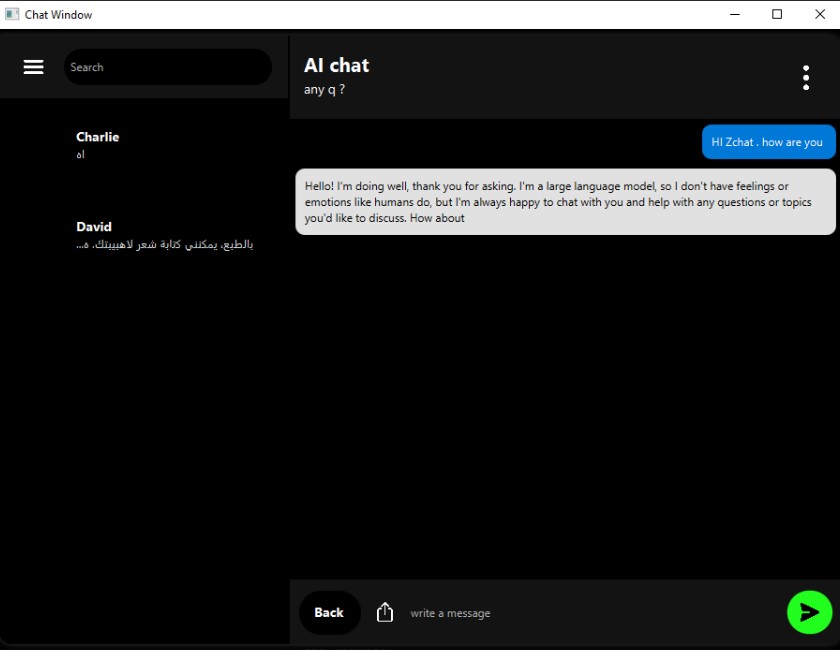 Chat Window
Search
AI chat
any q ?
Charlie
اه
David
بالطبع، يمكنني كتابة شعر لاهبيبتك. ه...
HI Zchat . how are you
Hello! I'm doing well, thank you for asking. I'm a large language model, so I don't have feelings or
emotions like humans do, but I'm always happy to chat with you and help with any questions or topics
you'd like to discuss. How about
Back
write a message